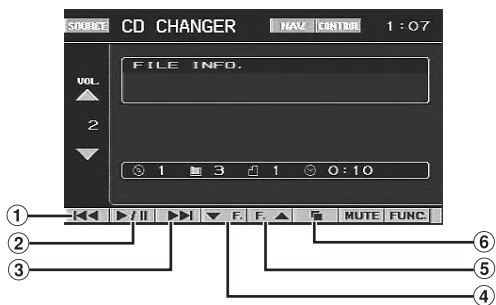 SOURCE CD CHANGER NAV. CONTROL 1:07
FILE INFO.
VOL.
2
1 3 1 0:10
F. F. MUTE FUNC.
1
2
3
4
5
6